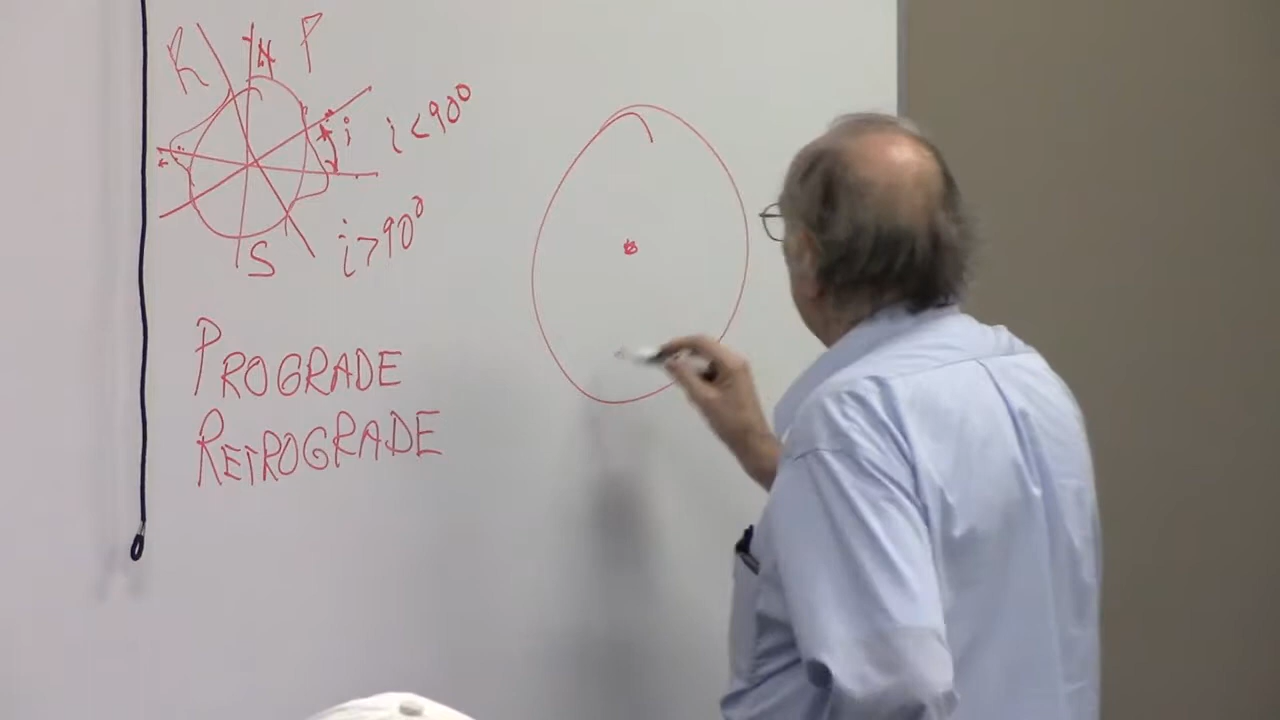 R N P
i i < 90°
S i > 90°
PROGRADE
RETROGRADE